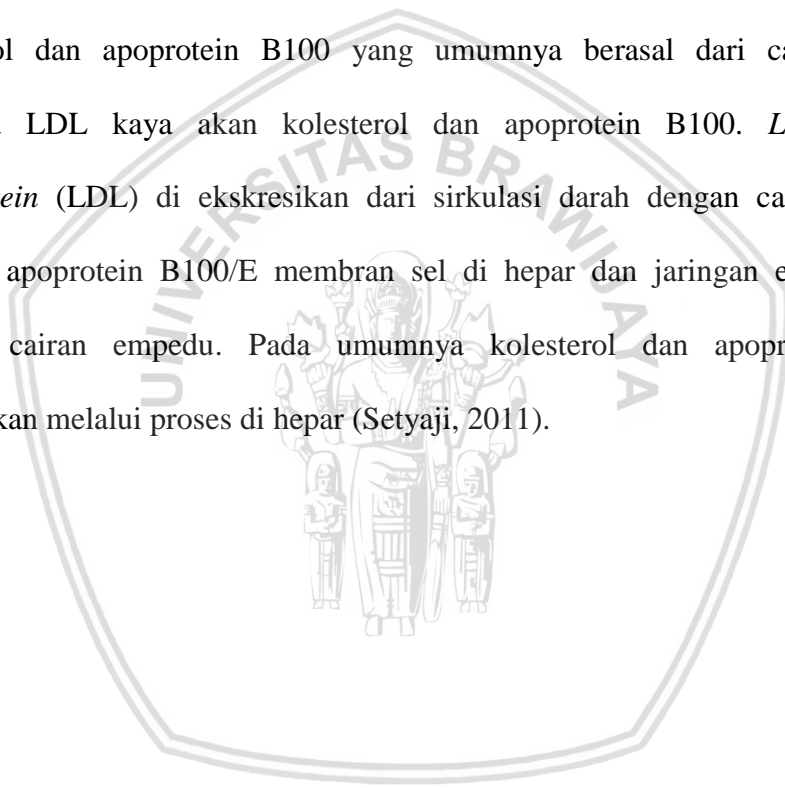 ol dan apoprotein B100 yang umumnya berasal dari ca
LDL kaya akan kolesterol dan apoprotein B100. L
ein (LDL) di ekskresikan dari sirkulasi darah dengan ca
apoprotein B100/E membran sel di hepar dan jaringan e
cairan empedu. Pada umumnya kolesterol dan apopr
kan melalui proses di hepar (Setyaji, 2011).
UNIVERSITAS BRAWIJAYA